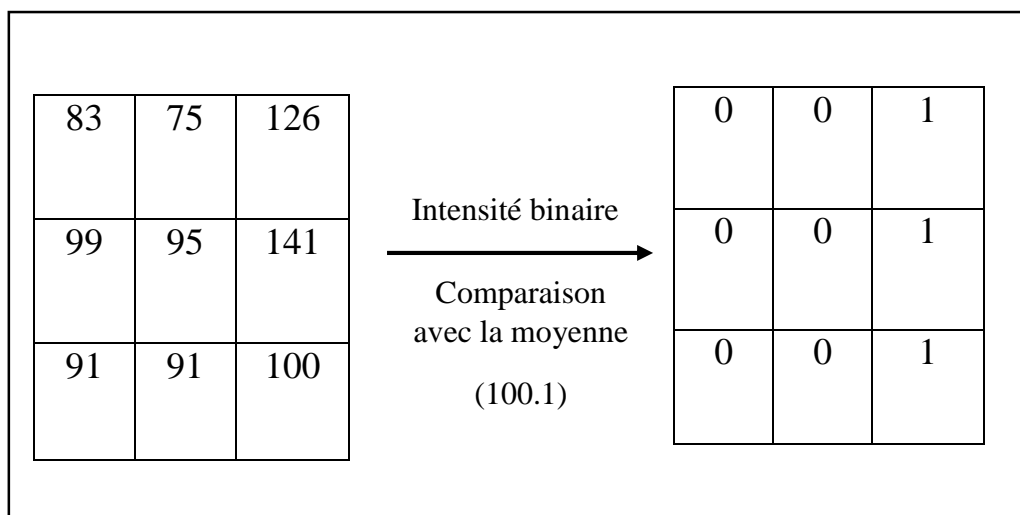 83 75 126
99 95 141
91 91 100
Intensité binaire
Comparaison
avec la moyenne
(100.1)
0 0 1
0 0 1
0 0 1